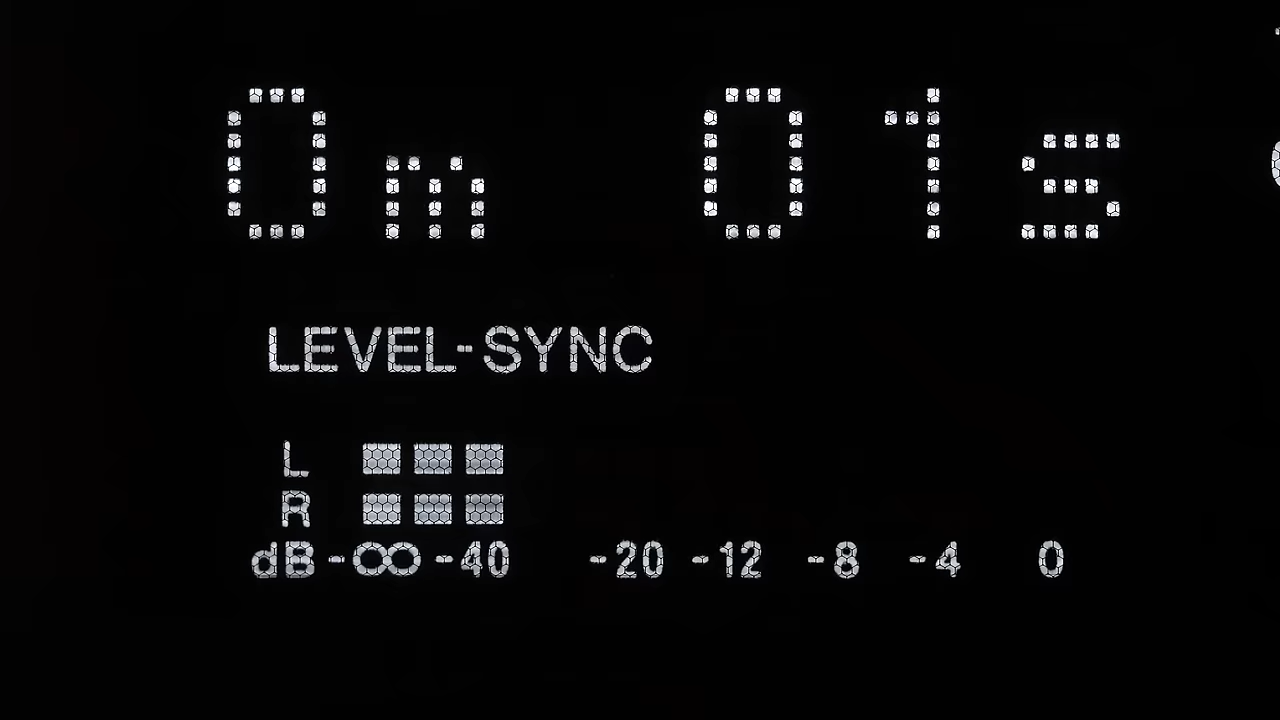 0m 01s
LEVEL-SYNC
L
R
dB -∞ -40 -20 -12 -8 -4 0